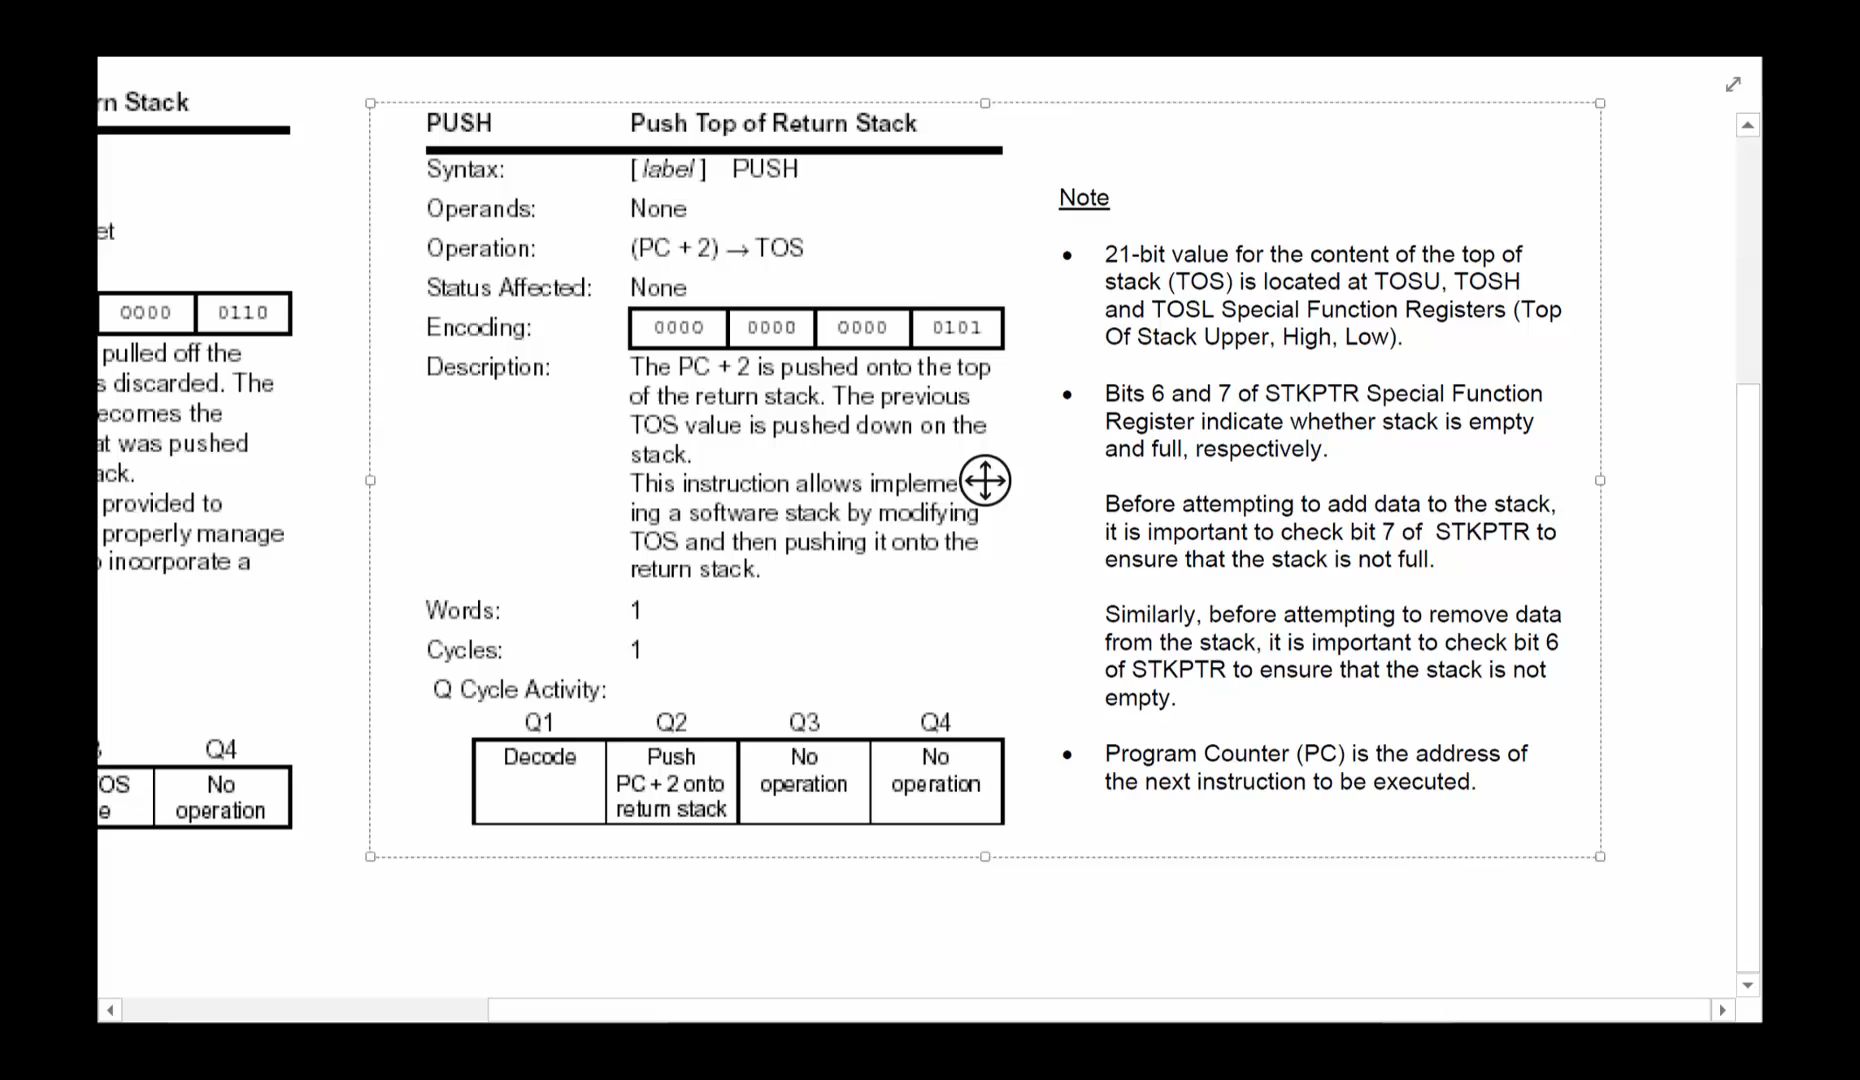 rn Stack
et
0000 0110
pulled off the
s discarded. The
ecomes the
at was pushed
ack.
provided to
properly manage
incorporate a
Q4
OS No
e operation
PUSH Push Top of Return Stack
Syntax: [ label ] PUSH
Operands: None
Operation: (PC + 2) → TOS
Status Affected: None
Encoding: 0000 0000 0000 0101
Description: The PC + 2 is pushed onto the top
of the return stack. The previous
TOS value is pushed down on the
stack.
This instruction allows impleme
ing a software stack by modifying
TOS and then pushing it onto the
return stack.
Words: 1
Cycles: 1
Q Cycle Activity:
Q1 Q2 Q3 Q4
Decode Push No No
PC + 2 onto operation operation
return stack
Note
• 21-bit value for the content of the top of
stack (TOS) is located at TOSU, TOSH
and TOSL Special Function Registers (Top
Of Stack Upper, High, Low).
• Bits 6 and 7 of STKPTR Special Function
Register indicate whether stack is empty
and full, respectively.
Before attempting to add data to the stack,
it is important to check bit 7 of STKPTR to
ensure that the stack is not full.
Similarly, before attempting to remove data
from the stack, it is important to check bit 6
of STKPTR to ensure that the stack is not
empty.
• Program Counter (PC) is the address of
the next instruction to be executed.